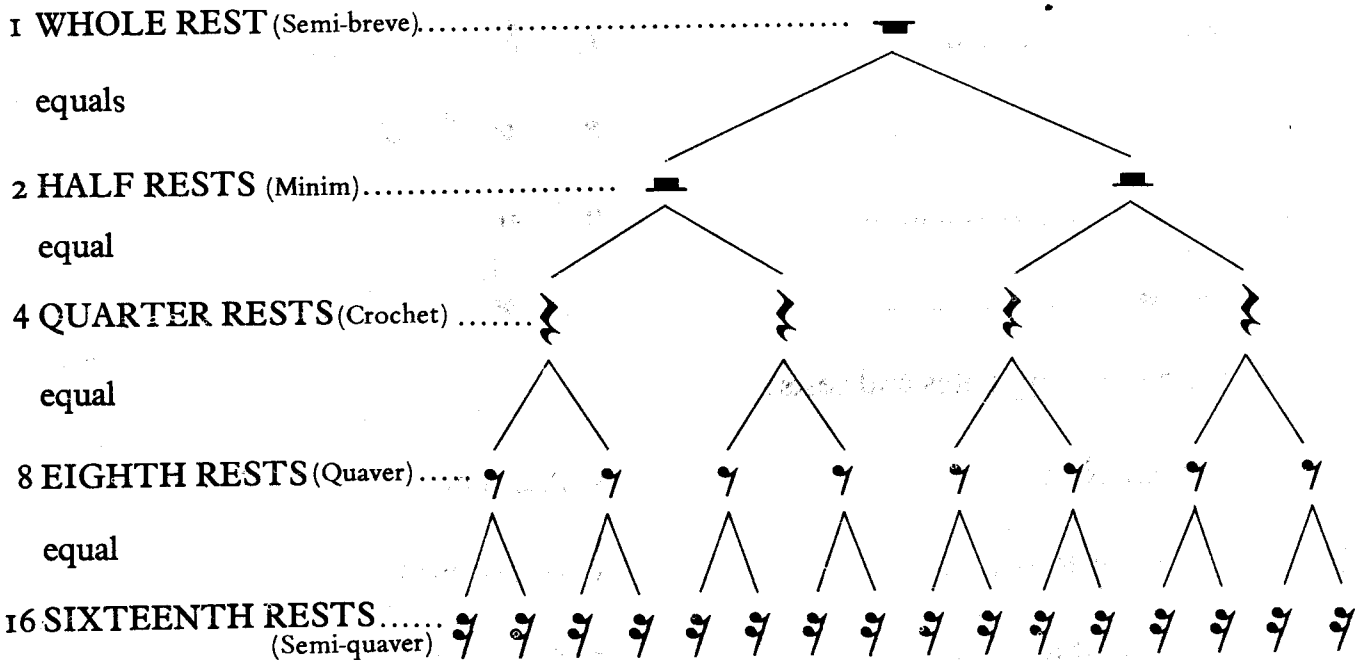 1 WHOLE REST (Semi-breve)................................................
equals
2 HALF RESTS (Minim)........................
equal
4 QUARTER RESTS (Crochet) .......
equal
8 EIGHTH RESTS (Quaver).....
equal
16 SIXTEENTH RESTS......
(Semi-quaver)